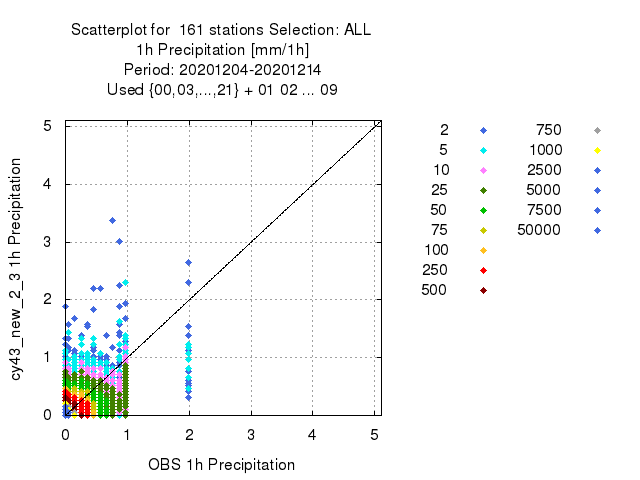 Scatterplot for 161 stations Selection: ALL
1h Precipitation [mm/1h]
Period: 20201204-20201214
Used {00,03,...,21} + 01 02 ... 09
cy43_new_2_3 1h Precipitation
5
4
3
2
1
0
0 1 2 3 4 5
OBS 1h Precipitation
2 750
5 1000
10 2500
25 5000
50 7500
75 50000
100
250
500